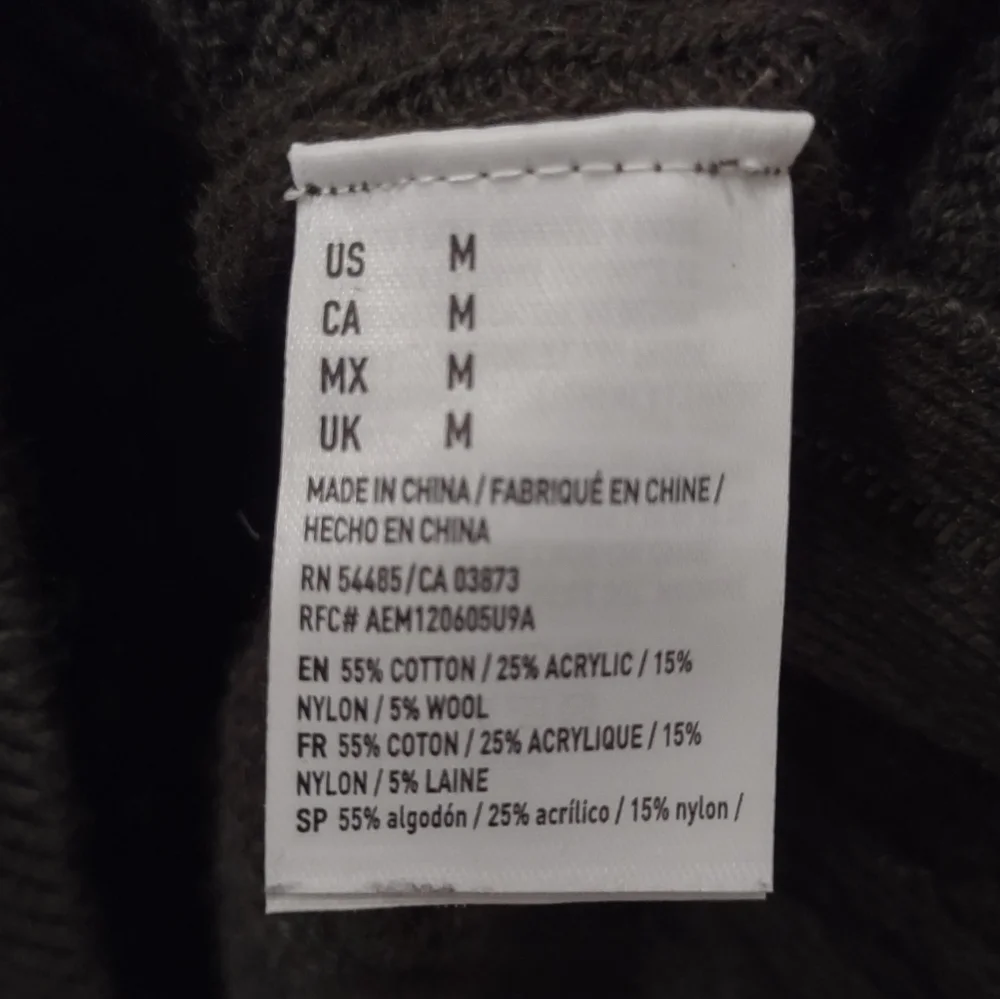 US M
CA M
MX M
UK M
MADE IN CHINA / FABRIQUÉ EN CHINE /
HECHO EN CHINA
RN 54485/CA 03873
RFC# AEM120605U9A
EN 55% COTTON / 25% ACRYLIC / 15%
NYLON / 5% WOOL
FR 55% COTON / 25% ACRYLIQUE / 15%
NYLON / 5% LAINE
SP 55% algodón / 25% acrílico / 15% nylon /